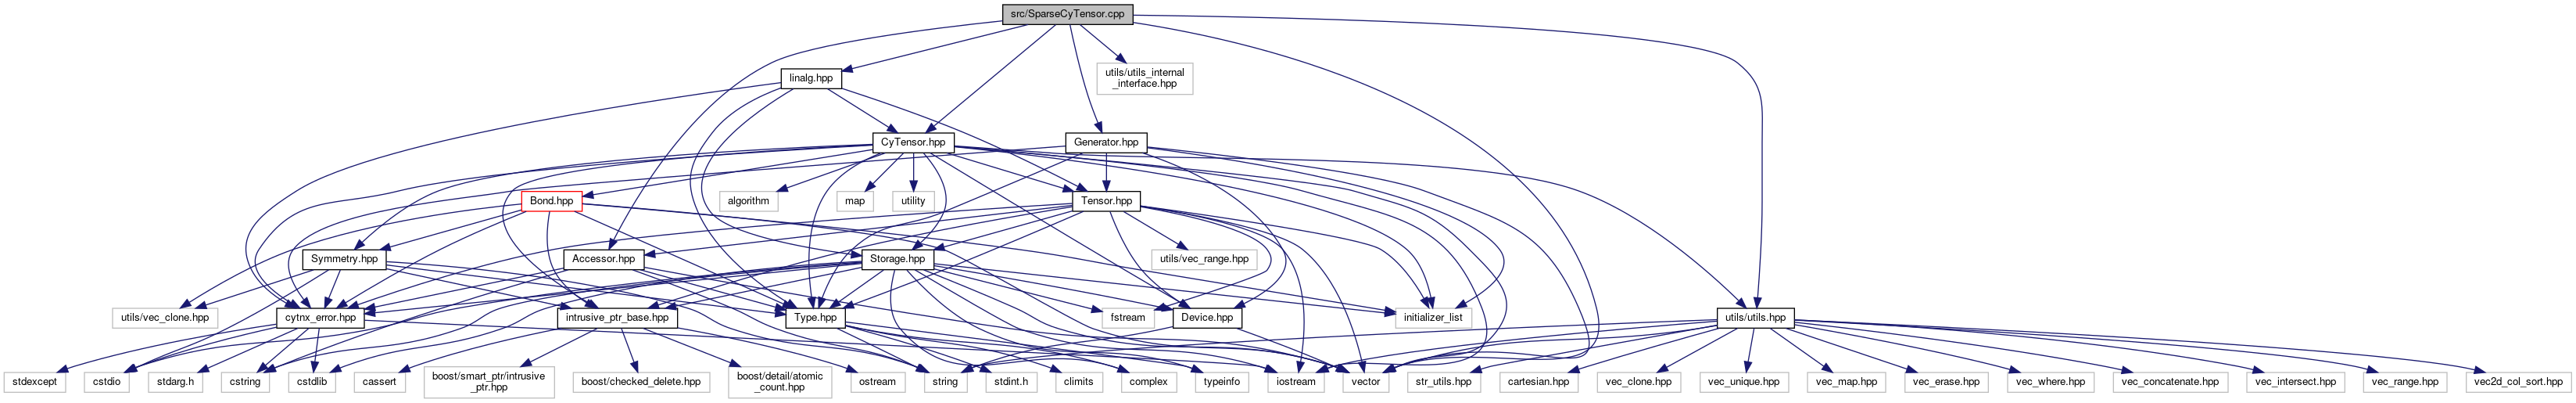 src/SparseCyTensor.cpp
linalg.hpp
utils/utils_internal
_interface.hpp
CyTensor.hpp
Generator.hpp
algorithm
map
utility
Bond.hpp
Tensor.hpp
Symmetry.hpp
Accessor.hpp
Storage.hpp
utils/vec_range.hpp
utils/vec_clone.hpp
cytnx_error.hpp
intrusive_ptr_base.hpp
Type.hpp
fstream
Device.hpp
initializer_list
utils/utils.hpp
stdexcept
cstdio
stdarg.h
cstring
cstdlib
cassert
boost/smart_ptr/intrusive
_ptr.hpp
boost/checked_delete.hpp
boost/detail/atomic
_count.hpp
ostream
string
stdint.h
climits
complex
typeinfo
iostream
vector
str_utils.hpp
cartesian.hpp
vec_clone.hpp
vec_unique.hpp
vec_map.hpp
vec_erase.hpp
vec_where.hpp
vec_concatenate.hpp
vec_intersect.hpp
vec_range.hpp
vec2d_col_sort.hpp